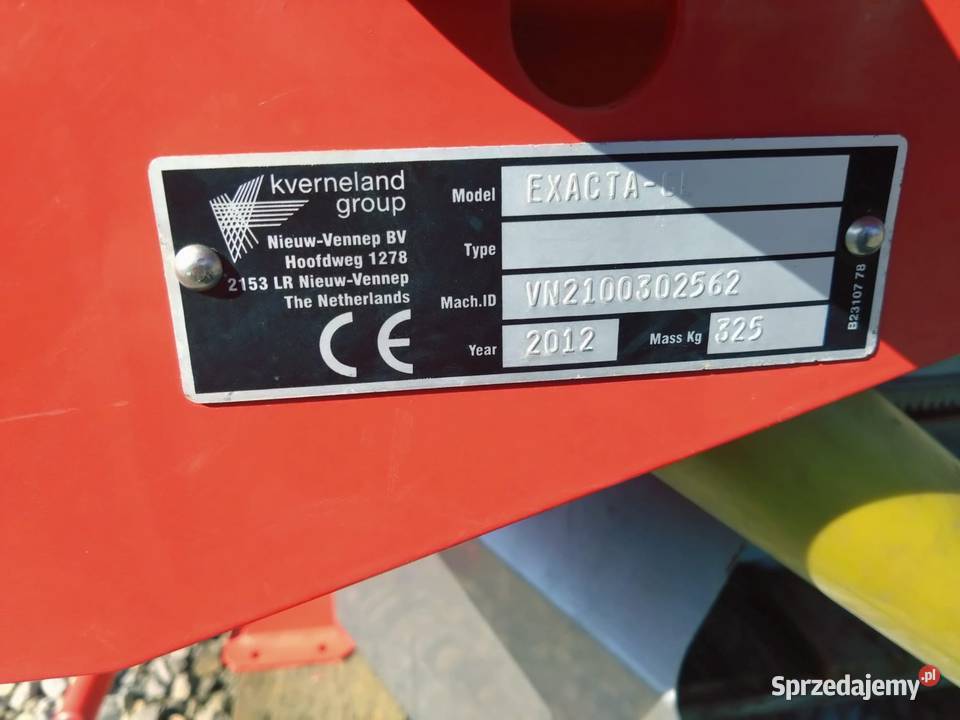 kverneland
group
Nieuw-Vennep BV
Hoofdweg 1278
2153 LR Nieuw-Vennep
The Netherlands
CE
Model EXACTA-CL
Type
Mach.ID VN2100302562
Year 2012 Mass Kg 325
B23107 78
Sprzedajemy.pl